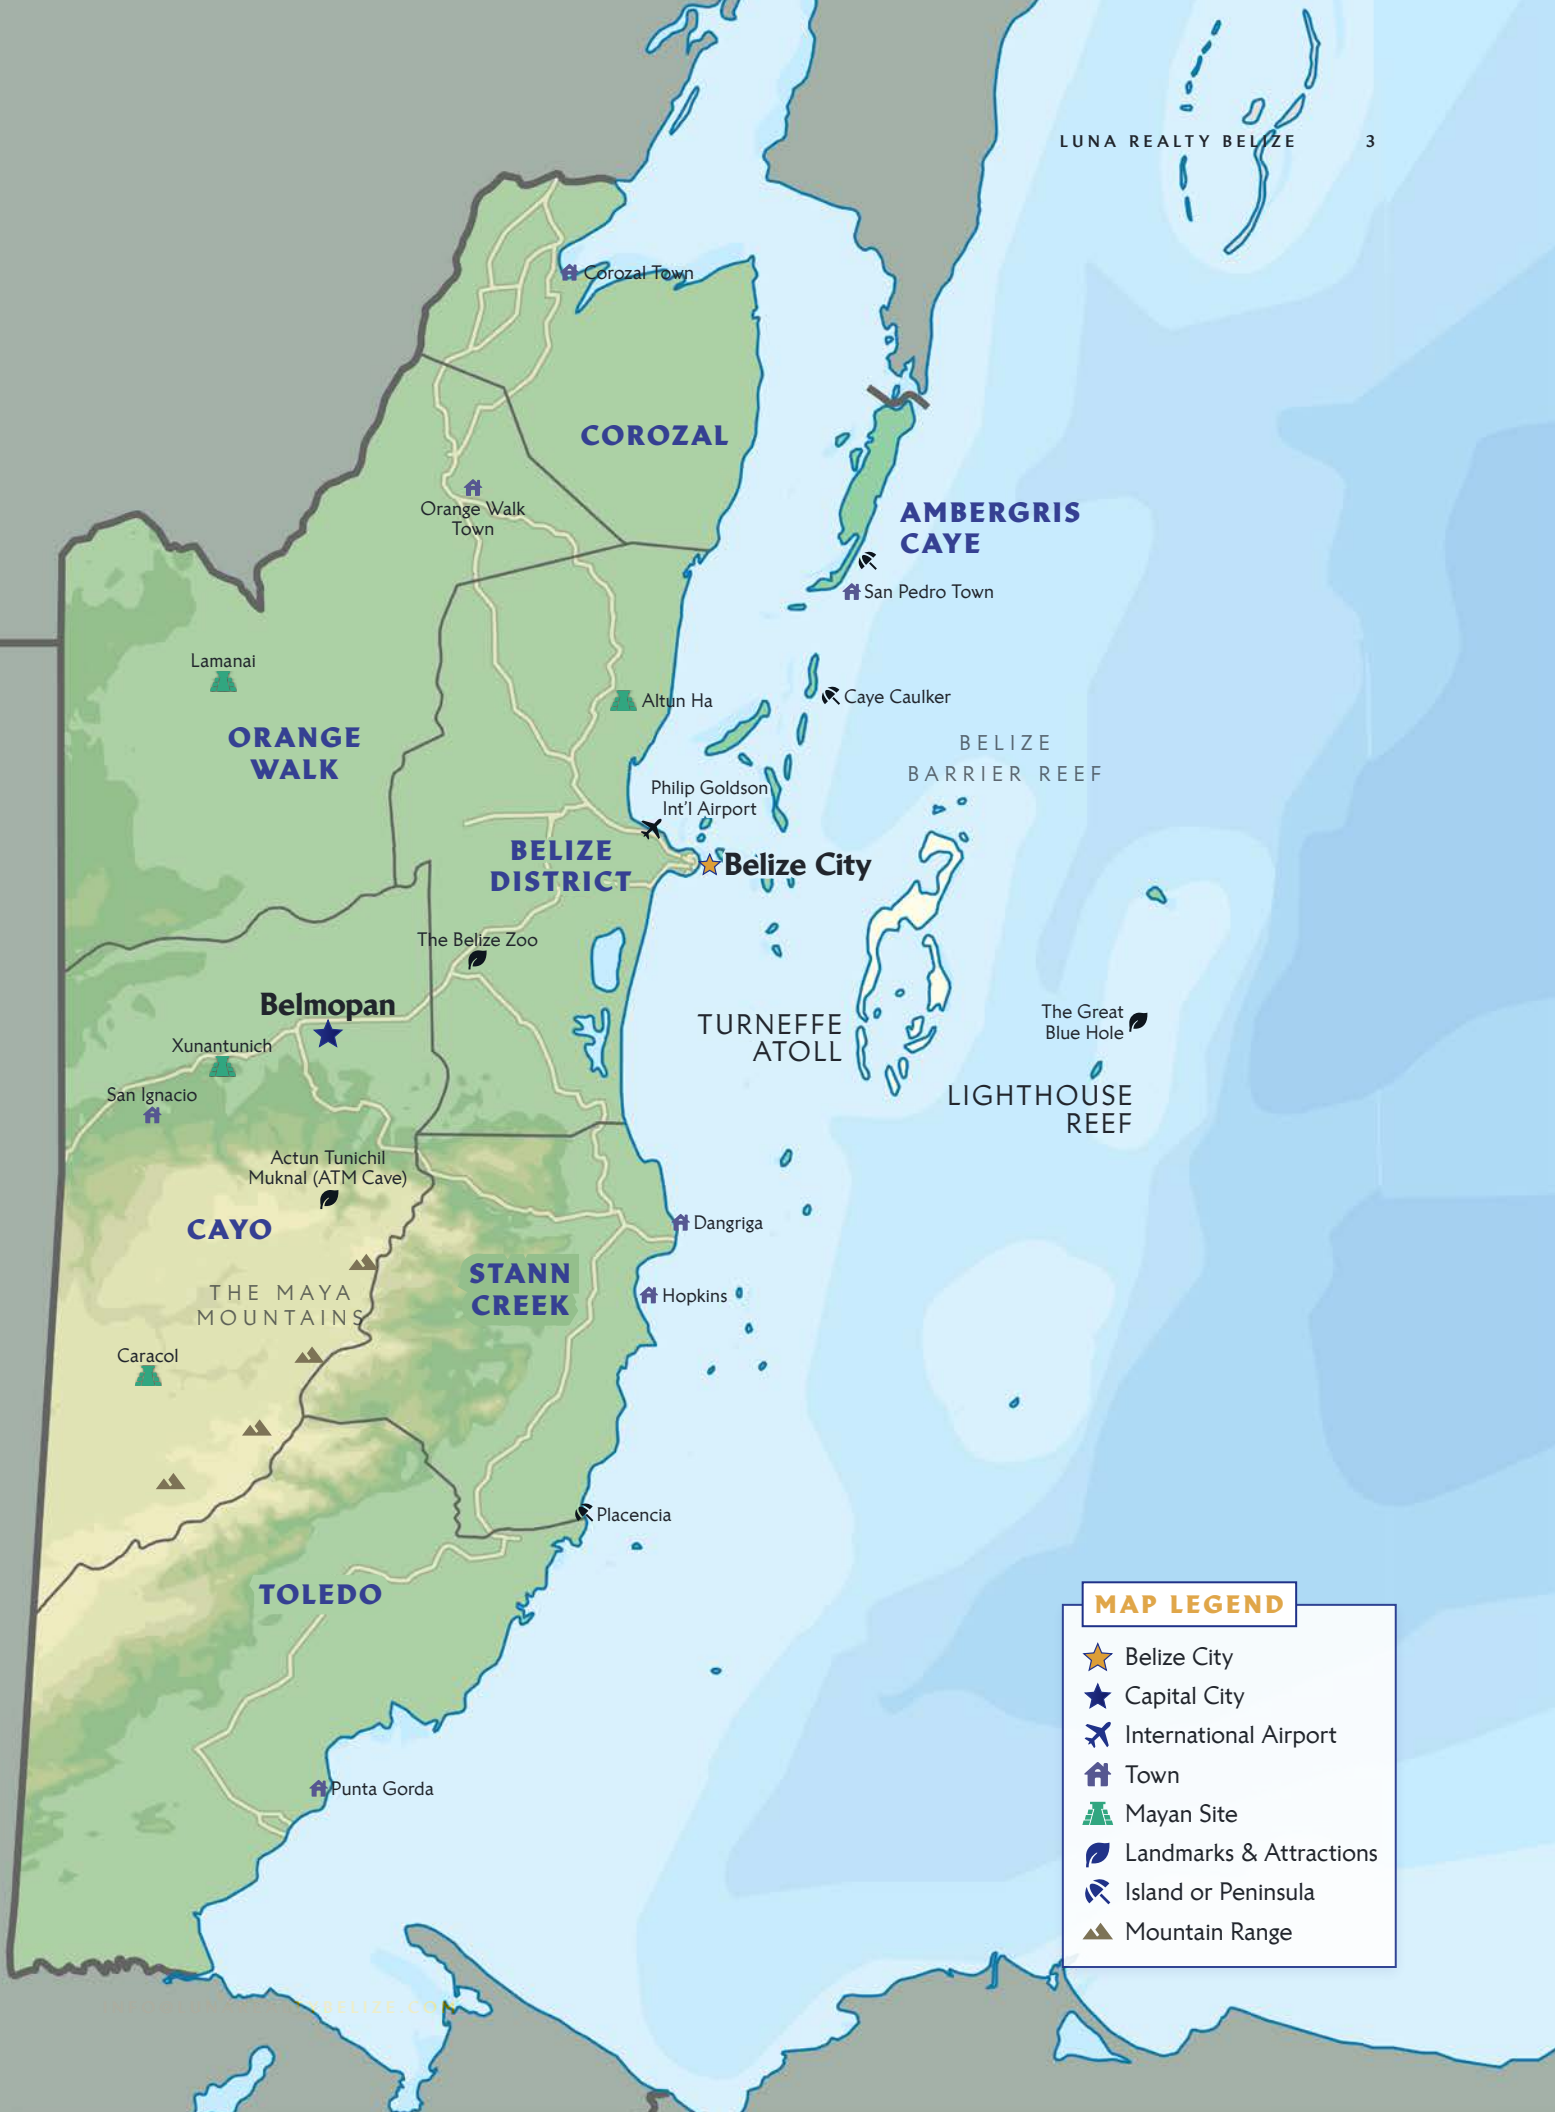 LUNA REALTY BELIZE 3
Corozal Town
COROZAL
Orange Walk
Town
AMBERGRIS
CAYE
San Pedro Town
Lamanai
Altun Ha
Caye Caulker
ORANGE
WALK
BELIZE
BARRIER REEF
Philip Goldson
Int'l Airport
BELIZE
DISTRICT
Belize City
The Belize Zoo
Belmopan
TURNEFFE
ATOLL
The Great
Blue Hole
Xunantunich
San Ignacio
LIGHTHOUSE
REEF
Actun Tunichil
Muknal (ATM Cave)
CAYO
Dangriga
STANN
CREEK
THE MAYA
MOUNTAINS
Hopkins
Caracol
Placencia
TOLEDO
Punta Gorda
MAP LEGEND
Belize City
Capital City
International Airport
Town
Mayan Site
Landmarks & Attractions
Island or Peninsula
Mountain Range